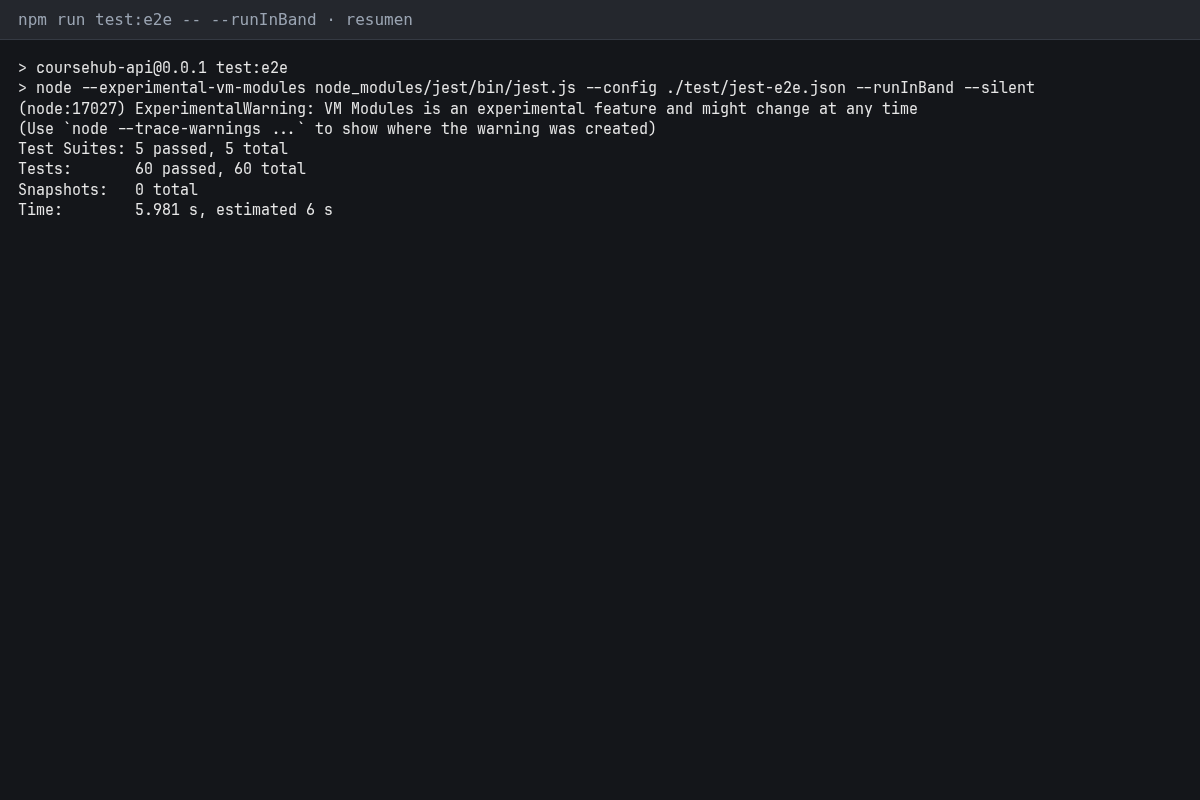 npm run test:e2e -- --runInBand · resumen
> coursehub-api@0.0.1 test:e2e
> node --experimental-vm-modules node_modules/jest/bin/jest.js --config ./test/jest-e2e.json --runInBand --silent
(node:17027) ExperimentalWarning: VM Modules is an experimental feature and might change at any time
(Use `node --trace-warnings ...` to show where the warning was created)
Test Suites: 5 passed, 5 total
Tests:       60 passed, 60 total
Snapshots:   0 total
Time:        5.981 s, estimated 6 s